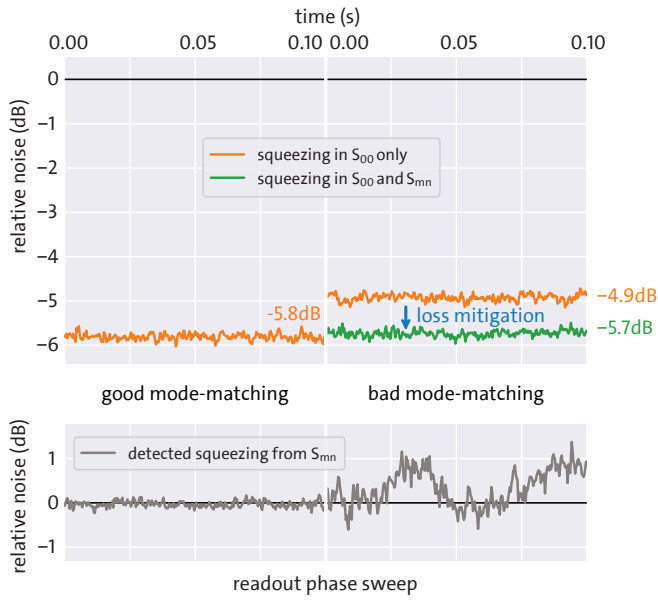 time (s)
0.00 0.05 0.10 0.00 0.05 0.10
relative noise (dB)
0
−1
−2
−3
−4
−5
−6
squeezing in S₀₀ only
squeezing in S₀₀ and Sₘₙ
-5.8dB
−4.9dB
loss mitigation
−5.7dB
good mode-matching
bad mode-matching
relative noise (dB)
1
0
−1
detected squeezing from Sₘₙ
readout phase sweep